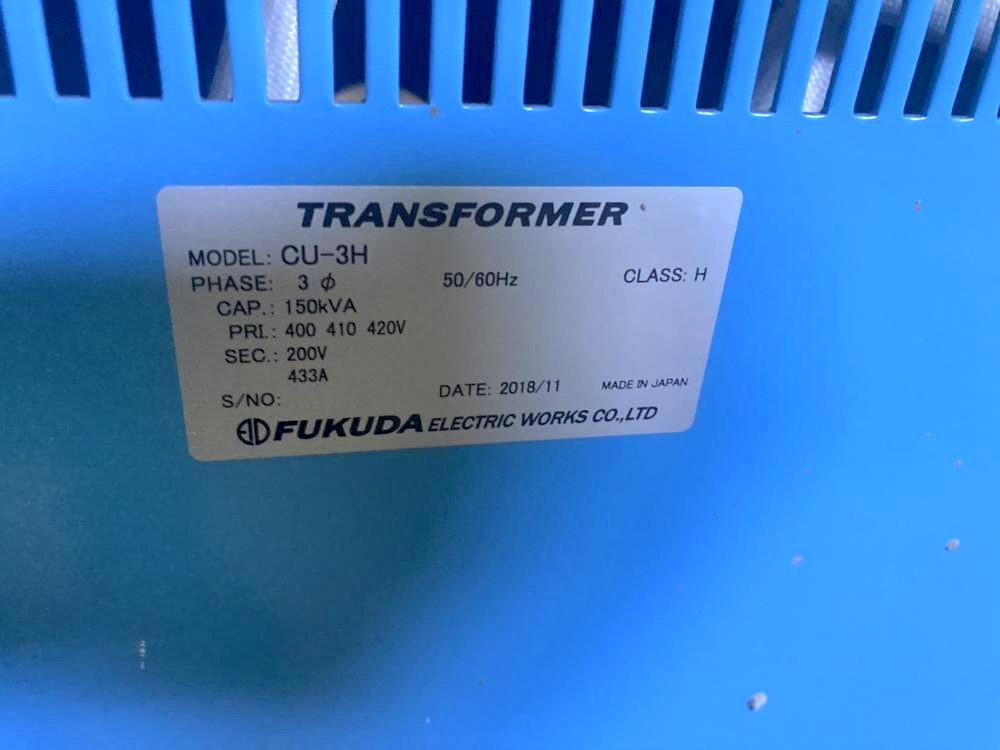 TRANSFORMER
MODEL: CU-3H
PHASE: 3 φ 50/60Hz CLASS: H
CAP.: 150kVA
PRI.: 400 410 420V
SEC.: 200V
433A
S/NO: DATE: 2018/11 MADE IN JAPAN
FUKUDA ELECTRIC WORKS CO.,LTD